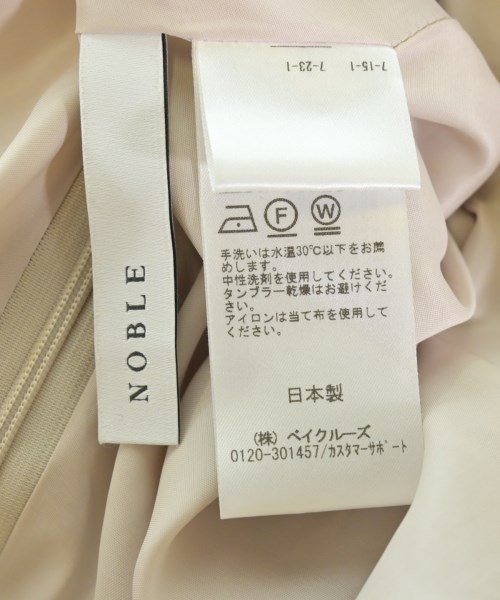 NOBLE
7-15-1
7-23-1
F
W
手洗いは水温30℃以下をお薦
めします。
中性洗剤を使用してください。
タンブラー乾燥はお避けくだ
さい。
アイロンは当て布を使用して
ください。
日本製
(株) ベイクルーズ
0120-301457/カスタマーサポート